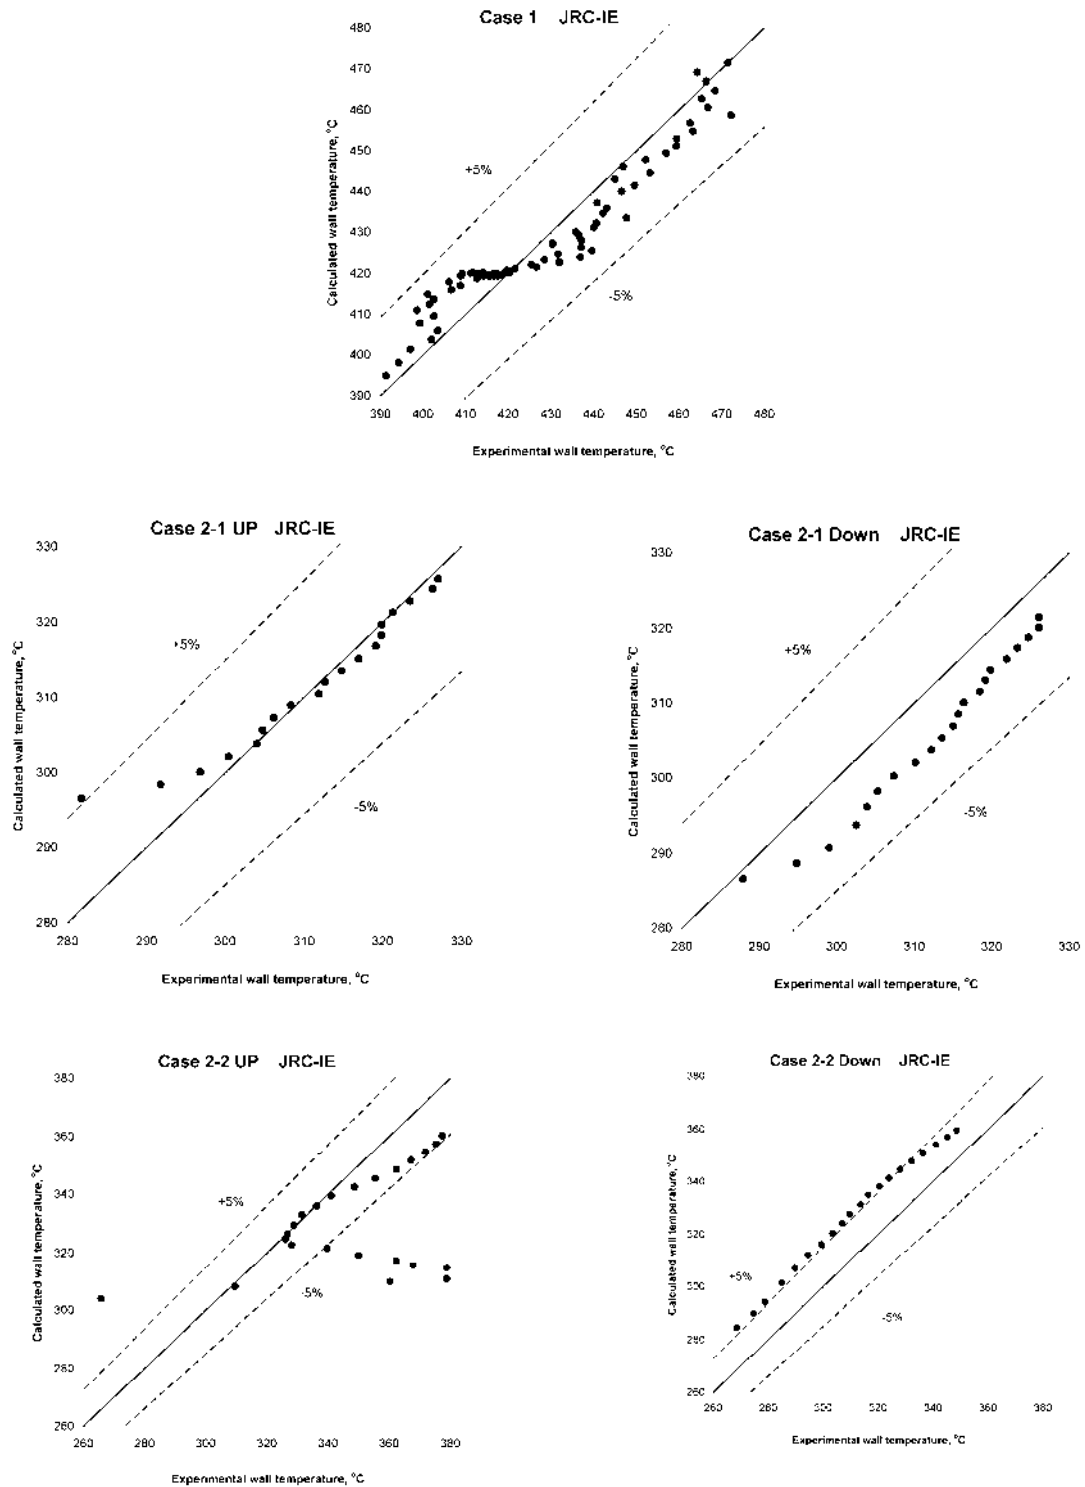 Case 1 JRC-IE
480
470
460
450
440
430
420
410
400
390
Calculated wall temperature, °C
+5%
-5%
390 400 410 420 430 440 450 460 470 480
Experimental wall temperature, °C
Case 2-1 UP JRC-IE
330
320
310
300
290
280
Calculated wall temperature, °C
+5%
-5%
280 290 300 310 320 330
Experimental wall temperature, °C
Case 2-1 Down JRC-IE
330
320
310
300
290
280
Calculated wall temperature, °C
+5%
-5%
280 290 300 310 320 330
Experimental wall temperature, °C
Case 2-2 UP JRC-IE
380
360
340
320
300
280
260
Calculated wall temperature, °C
+5%
-5%
260 280 300 320 340 360 380
Experimental wall temperature, °C
Case 2-2 Down JRC-IE
380
360
340
320
300
280
260
Calculated wall temperature, °C
+5%
-5%
260 280 300 320 340 360 380
Experimental wall temperature, °C